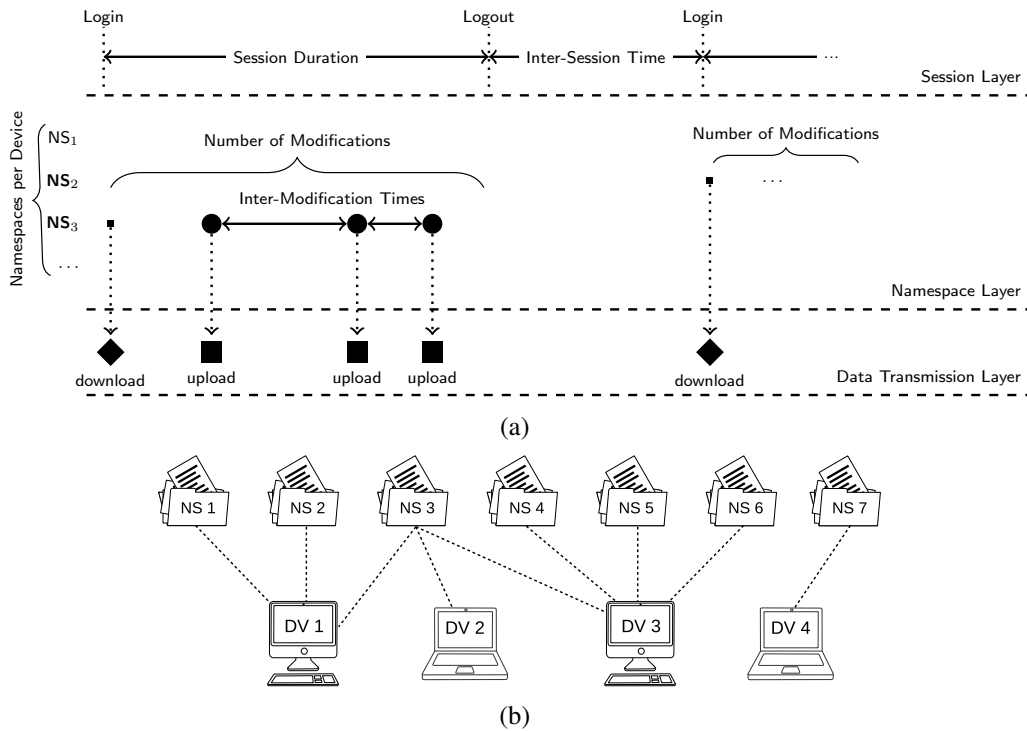 Login Logout Login
Session Duration Inter-Session Time ...
Session Layer
Namespaces per Device
NS1
NS2
NS3
...
Number of Modifications
Inter-Modification Times
Number of Modifications
...
Namespace Layer
download upload upload upload download
Data Transmission Layer
(a)
NS 1 NS 2 NS 3 NS 4 NS 5 NS 6 NS 7
DV 1 DV 2 DV 3 DV 4
(b)